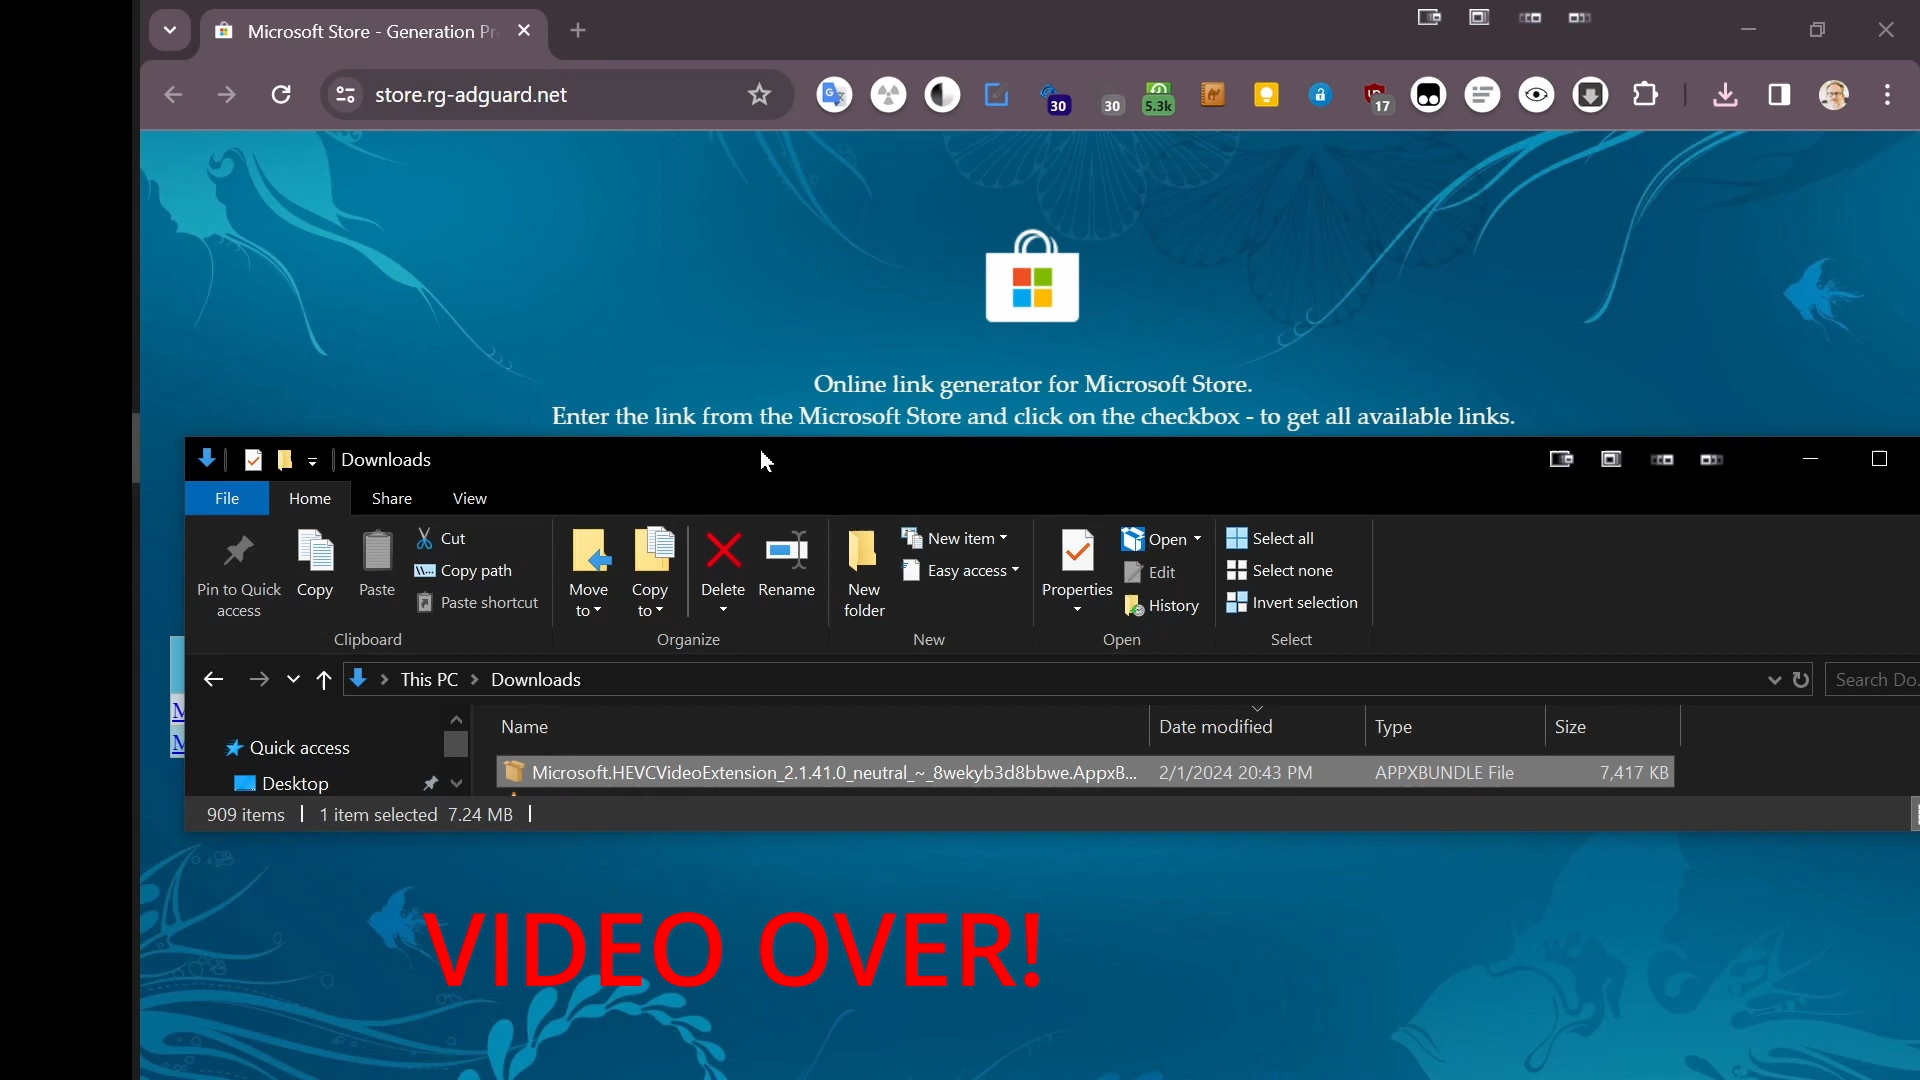 Microsoft Store - Generation Pr
store.rg-adguard.net
30
30
5.3k
17
Online link generator for Microsoft Store.
Enter the link from the Microsoft Store and click on the checkbox - to get all available links.
Downloads
File
Home
Share
View
Pin to Quick access
Copy
Paste
Cut
Copy path
Paste shortcut
Clipboard
Move to
Copy to
Delete
Rename
Organize
New folder
New item
Easy access
New
Properties
Open
Edit
History
Open
Select all
Select none
Invert selection
Select
This PC
Downloads
Search Do
Name
Date modified
Type
Size
Quick access
Desktop
Microsoft.HEVCVideoExtension_2.1.41.0_neutral_~_8wekyb3d8bbwe.AppxB...
2/1/2024 20:43 PM
APPXBUNDLE File
7,417 KB
909 items
1 item selected 7.24 MB
VIDEO OVER!